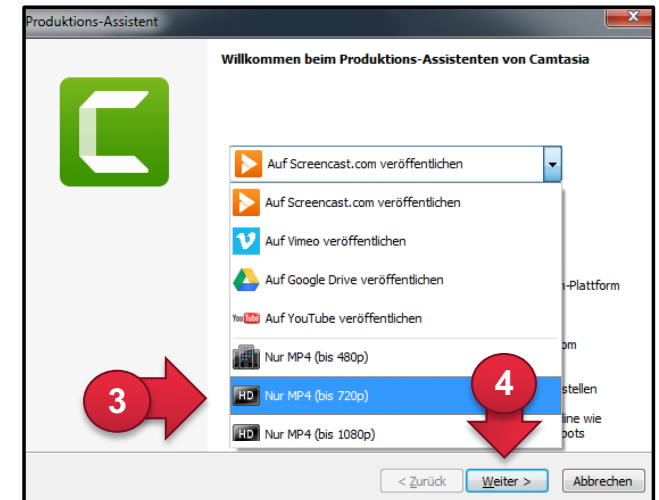 Produktions-Assistent
Willkommen beim Produktions-Assistenten von Camtasia
Auf Screencast.com veröffentlichen
Auf Screencast.com veröffentlichen
Auf Vimeo veröffentlichen
Auf Google Drive veröffentlichen
-Plattform
You Tube Auf YouTube veröffentlichen
Nur MP4 (bis 480p)
om
3
HD Nur MP4 (bis 720p)
4
stellen
HD Nur MP4 (bis 1080p)
line wie
bots
< Zurück
Weiter >
Abbrechen